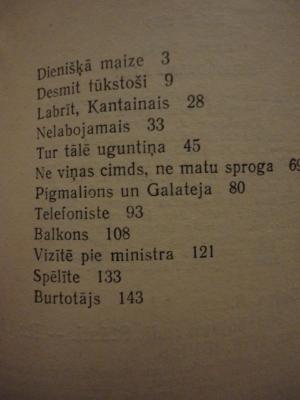 Dienišķā maize 3
Desmit tūkstoši 9
Labrīt, Kantainais 28
Nelabojamais 33
Tur tālē uguntiņa 45
Ne viņas cimds, ne matu sproga 69
Pigmalions un Galateja 80
Telefoniste 93
Balkons 108
Vizītē pie ministra 121
Spēlīte 133
Burtotājs 143